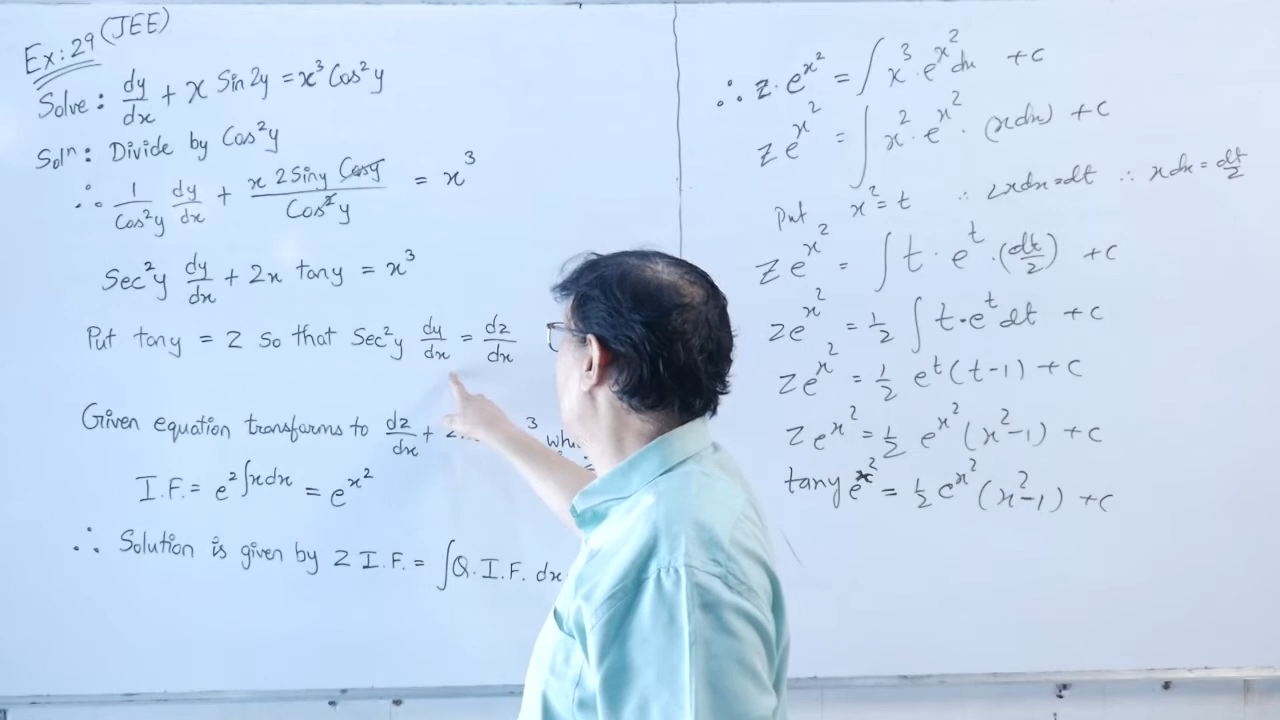 Ex: 29 (JEE)
Solve: dy/dx + x Sin 2y = x³ Cos²y
Solⁿ: Divide by Cos²y
∴ 1/Cos²y dy/dx + x 2 Siny Cosy/Cos²y = x³
Sec²y dy/dx + 2x tany = x³
Put tany = z so that Sec²y dy/dx = dz/dx
Given equation transforms to dz/dx + 2 3
I.F. = e^2∫xdx = e^x²
∴ Solution is given by z I.F. = ∫Q. I.F. dx
∴ z. e^x² = ∫ x³. e^x² dx + c
z e^x² = ∫ x². e^x². (xdx) + c
Put x² = t ∴ 2xdx = dt ∴ xdx = dt/2
z e^x² = ∫ t. e^t. (dt/2) + c
z e^x² = 1/2 ∫ t. e^t dt + c
z e^x² = 1/2 e^t (t-1) + c
z e^x² = 1/2 e^x² (x²-1) + c
tany e^x² = 1/2 e^x² (x²-1) + c